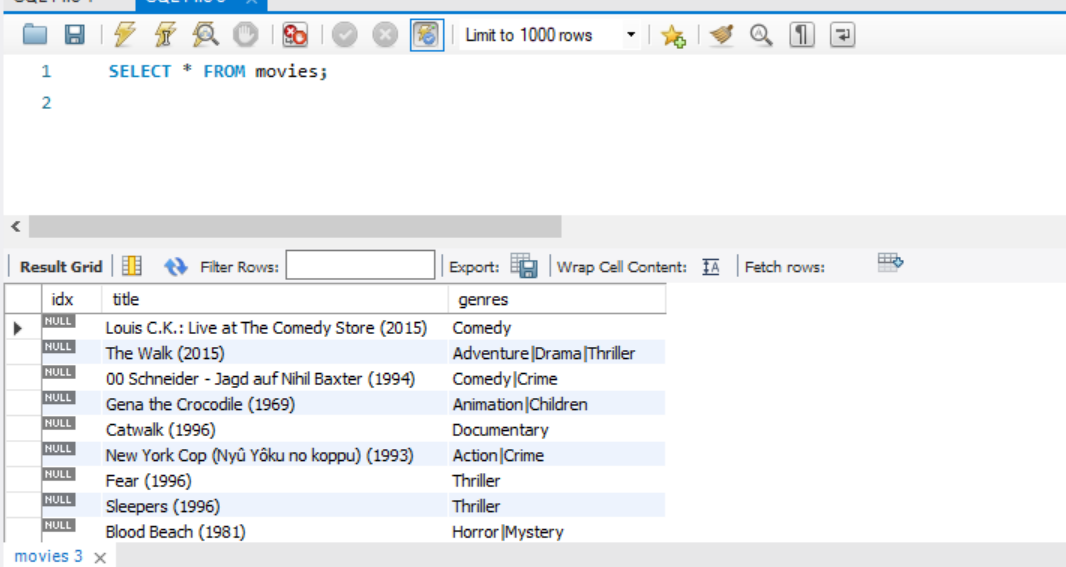 1 SELECT * FROM movies;
2
Limit to 1000 rows
Result Grid Filter Rows: Export: Wrap Cell Content: Fetch rows:
idx title genres
NULL Louis C.K.: Live at The Comedy Store (2015) Comedy
NULL The Walk (2015) Adventure|Drama|Thriller
NULL 00 Schneider - Jagd auf Nihil Baxter (1994) Comedy|Crime
NULL Gena the Crocodile (1969) Animation|Children
NULL Catwalk (1996) Documentary
NULL New York Cop (Nyû Yôku no koppu) (1993) Action|Crime
NULL Fear (1996) Thriller
NULL Sleepers (1996) Thriller
NULL Blood Beach (1981) Horror|Mystery
movies 3